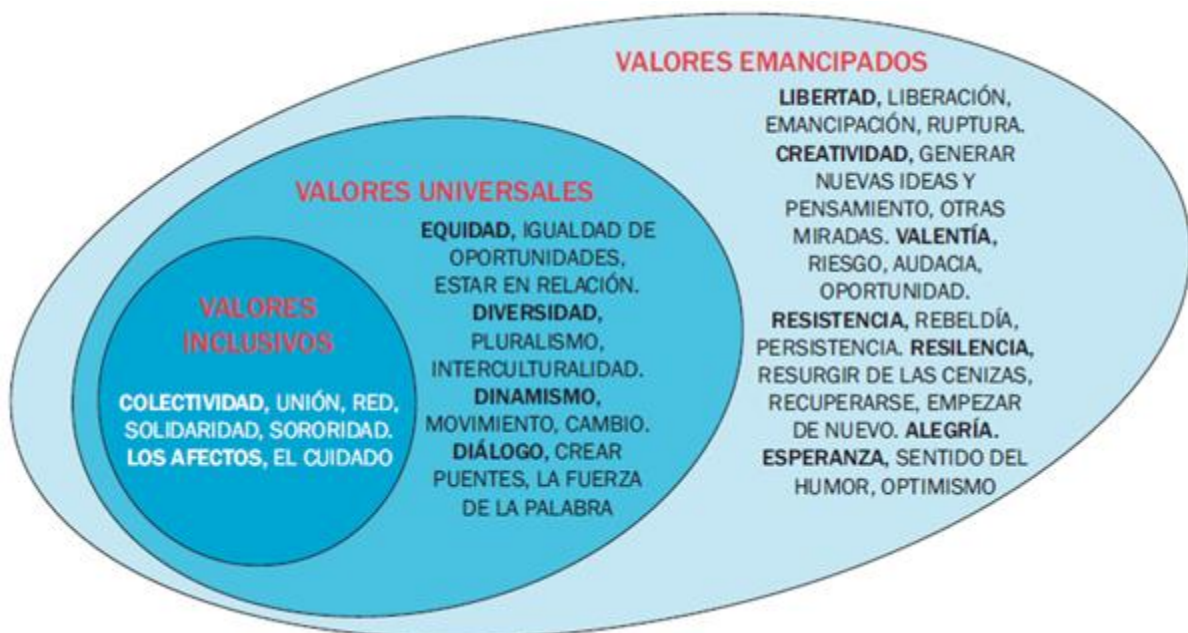 VALORES EMANCIPADOS
LIBERTAD, LIBERACIÓN,
EMANCIPACIÓN, RUPTURA.
CREATIVIDAD, GENERAR
NUEVAS IDEAS Y
PENSAMIENTO, OTRAS
MIRADAS. VALENTÍA,
RIESGO, AUDACIA,
OPORTUNIDAD.
RESISTENCIA, REBELDÍA,
PERSISTENCIA. RESILENCIA,
RESURGIR DE LAS CENIZAS,
RECUPERARSE, EMPEZAR
DE NUEVO. ALEGRÍA.
ESPERANZA, SENTIDO DEL
HUMOR, OPTIMISMO
VALORES UNIVERSALES
EQUIDAD, IGUALDAD DE
OPORTUNIDADES,
ESTAR EN RELACIÓN.
DIVERSIDAD,
PLURALISMO,
INTERCULTURALIDAD.
DINAMISMO,
MOVIMIENTO, CAMBIO.
DIÁLOGO, CREAR
PUENTES, LA FUERZA
DE LA PALABRA
VALORES
INCLUSIVOS
COLECTIVIDAD, UNIÓN, RED,
SOLIDARIDAD, SORORIDAD.
LOS AFECTOS, EL CUIDADO